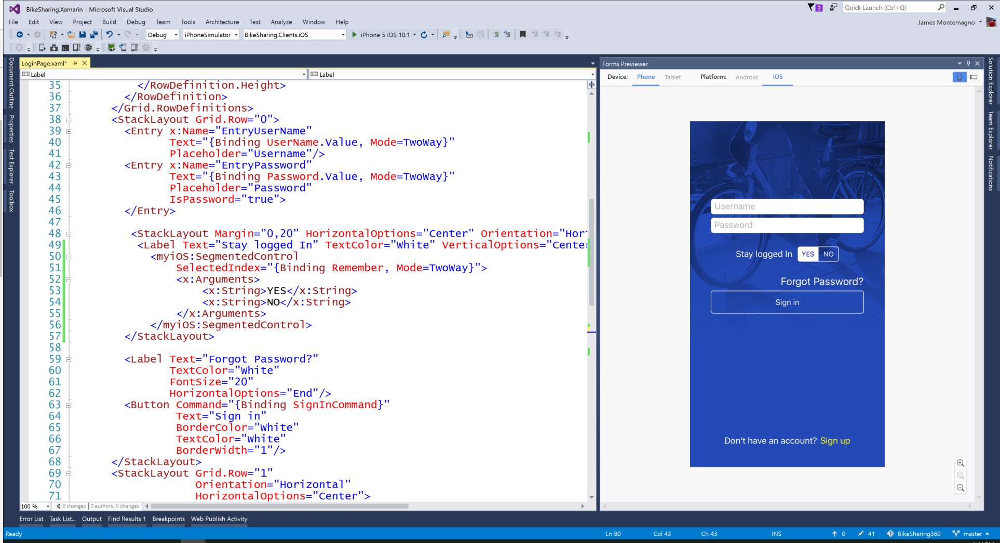 BikeSharing.Xamarin - Microsoft Visual Studio
3
Quick Launch (Ctrl+Q)
File Edit View Project Build Debug Team Tools Architecture Test Analyze Window Help
James Montemagno
Debug iPhoneSimulator BikeSharing.Clients.iOS iPhone 5 iOS 10.1
Document Outline
Properties
Test Explorer
Toolbox
LoginPage.xaml*
Label Label
35 </RowDefinition.Height>
36 </RowDefinition>
37 </Grid.RowDefinitions>
38 <StackLayout Grid.Row="0">
39 <Entry x:Name="EntryUserName"
40 Text="{Binding UserName.Value, Mode=TwoWay}"
41 Placeholder="Username"/>
42 <Entry x:Name="EntryPassword"
43 Text="{Binding Password.Value, Mode=TwoWay}"
44 Placeholder="Password"
45 IsPassword="true">
46 </Entry>
47
48 <StackLayout Margin="0,20" HorizontalOptions="Center" Orientation="Hor
49 <Label Text="Stay logged In" TextColor="White" VerticalOptions="Center
50 <myiOS:SegmentedControl
51 SelectedIndex="{Binding Remember, Mode=TwoWay}">
52 <x:Arguments>
53 <x:String>YES</x:String>
54 <x:String>NO</x:String>
55 </x:Arguments>
56 </myiOS:SegmentedControl>
57 </StackLayout>
58
59 <Label Text="Forgot Password?"
60 TextColor="White"
61 FontSize="20"
62 HorizontalOptions="End"/>
63 <Button Command="{Binding SignInCommand}"
64 Text="Sign in"
65 BorderColor="White"
66 TextColor="White"
67 BorderWidth="1"/>
68 </StackLayout>
69 <StackLayout Grid.Row="1"
70 Orientation="Horizontal"
71 HorizontalOptions="Center">
100 % 0 changes | 0 authors, 0 changes
Forms Previewer
Device: Phone Tablet Platform: Android iOS
Username
Password
Stay logged In YES NO
Forgot Password?
Sign in
Don't have an account? Sign up
Solution Explorer
Team Explorer
Notifications
Error List Task List... Output Find Results 1 Breakpoints Web Publish Activity
Ready Ln 80 Col 43 Ch 43 INS 0 41 BikeSharing360 master